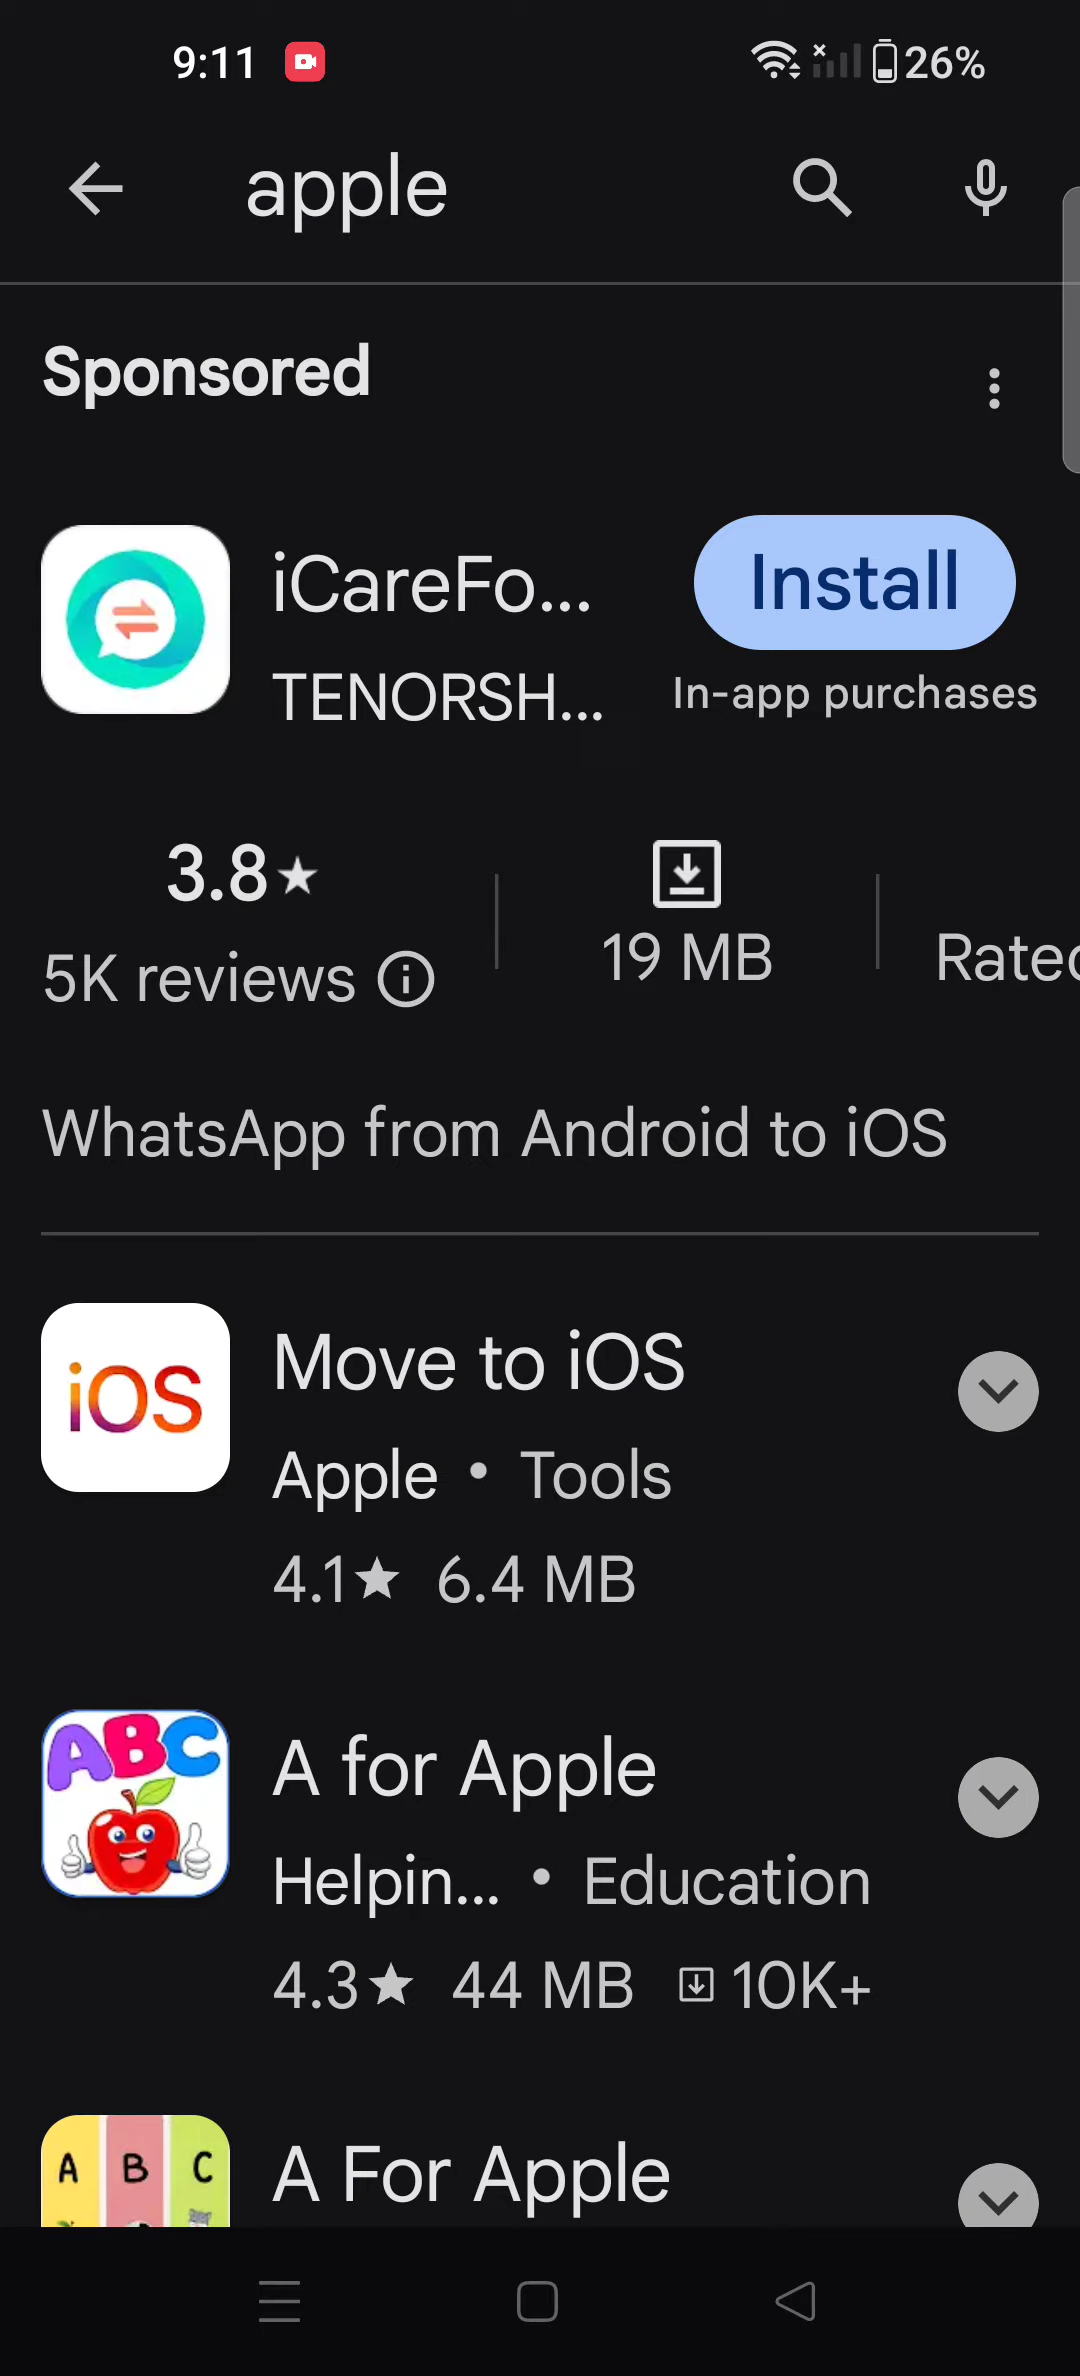 9:11
26%
apple
Sponsored
iCareFo...
Install
TENORSH...
In-app purchases
3.8★
5K reviews
19 MB
Rated
WhatsApp from Android to iOS
iOS
Move to iOS
Apple • Tools
4.1★ 6.4 MB
ABC
A for Apple
Helpin... • Education
4.3★ 44 MB 10K+
A B C
A For Apple